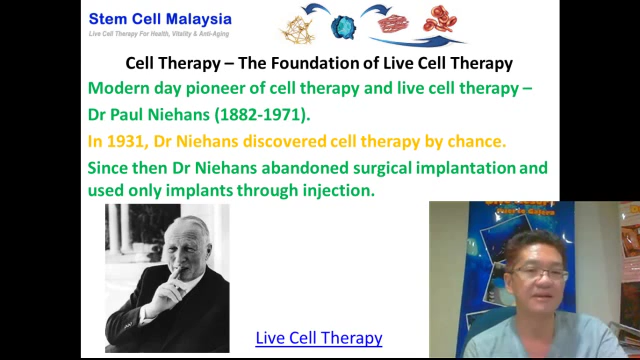 Stem Cell Malaysia
Live Cell Therapy For Health, Vitality & Anti-Aging
Cell Therapy – The Foundation of Live Cell Therapy
Modern day pioneer of cell therapy and live cell therapy –
Dr Paul Niehans (1882-1971).
In 1931, Dr Niehans discovered cell therapy by chance.
Since then Dr Niehans abandoned surgical implantation and
used only implants through injection.
Live Cell Therapy